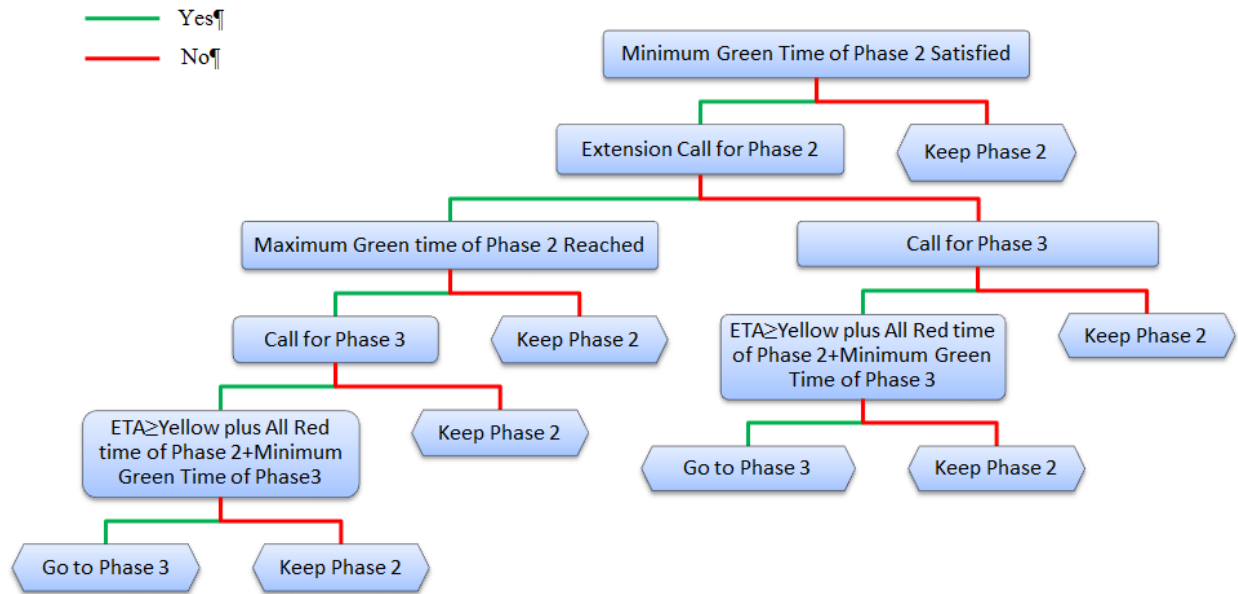 Yes¶
No¶
Minimum Green Time of Phase 2 Satisfied
Extension Call for Phase 2
Keep Phase 2
Maximum Green time of Phase 2 Reached
Call for Phase 3
Call for Phase 3
Keep Phase 2
ETA≥Yellow plus All Red time
of Phase 2+Minimum Green
Time of Phase 3
Keep Phase 2
ETA≥Yellow plus All Red
time of Phase 2+Minimum
Green Time of Phase3
Keep Phase 2
Go to Phase 3
Keep Phase 2
Go to Phase 3
Keep Phase 2